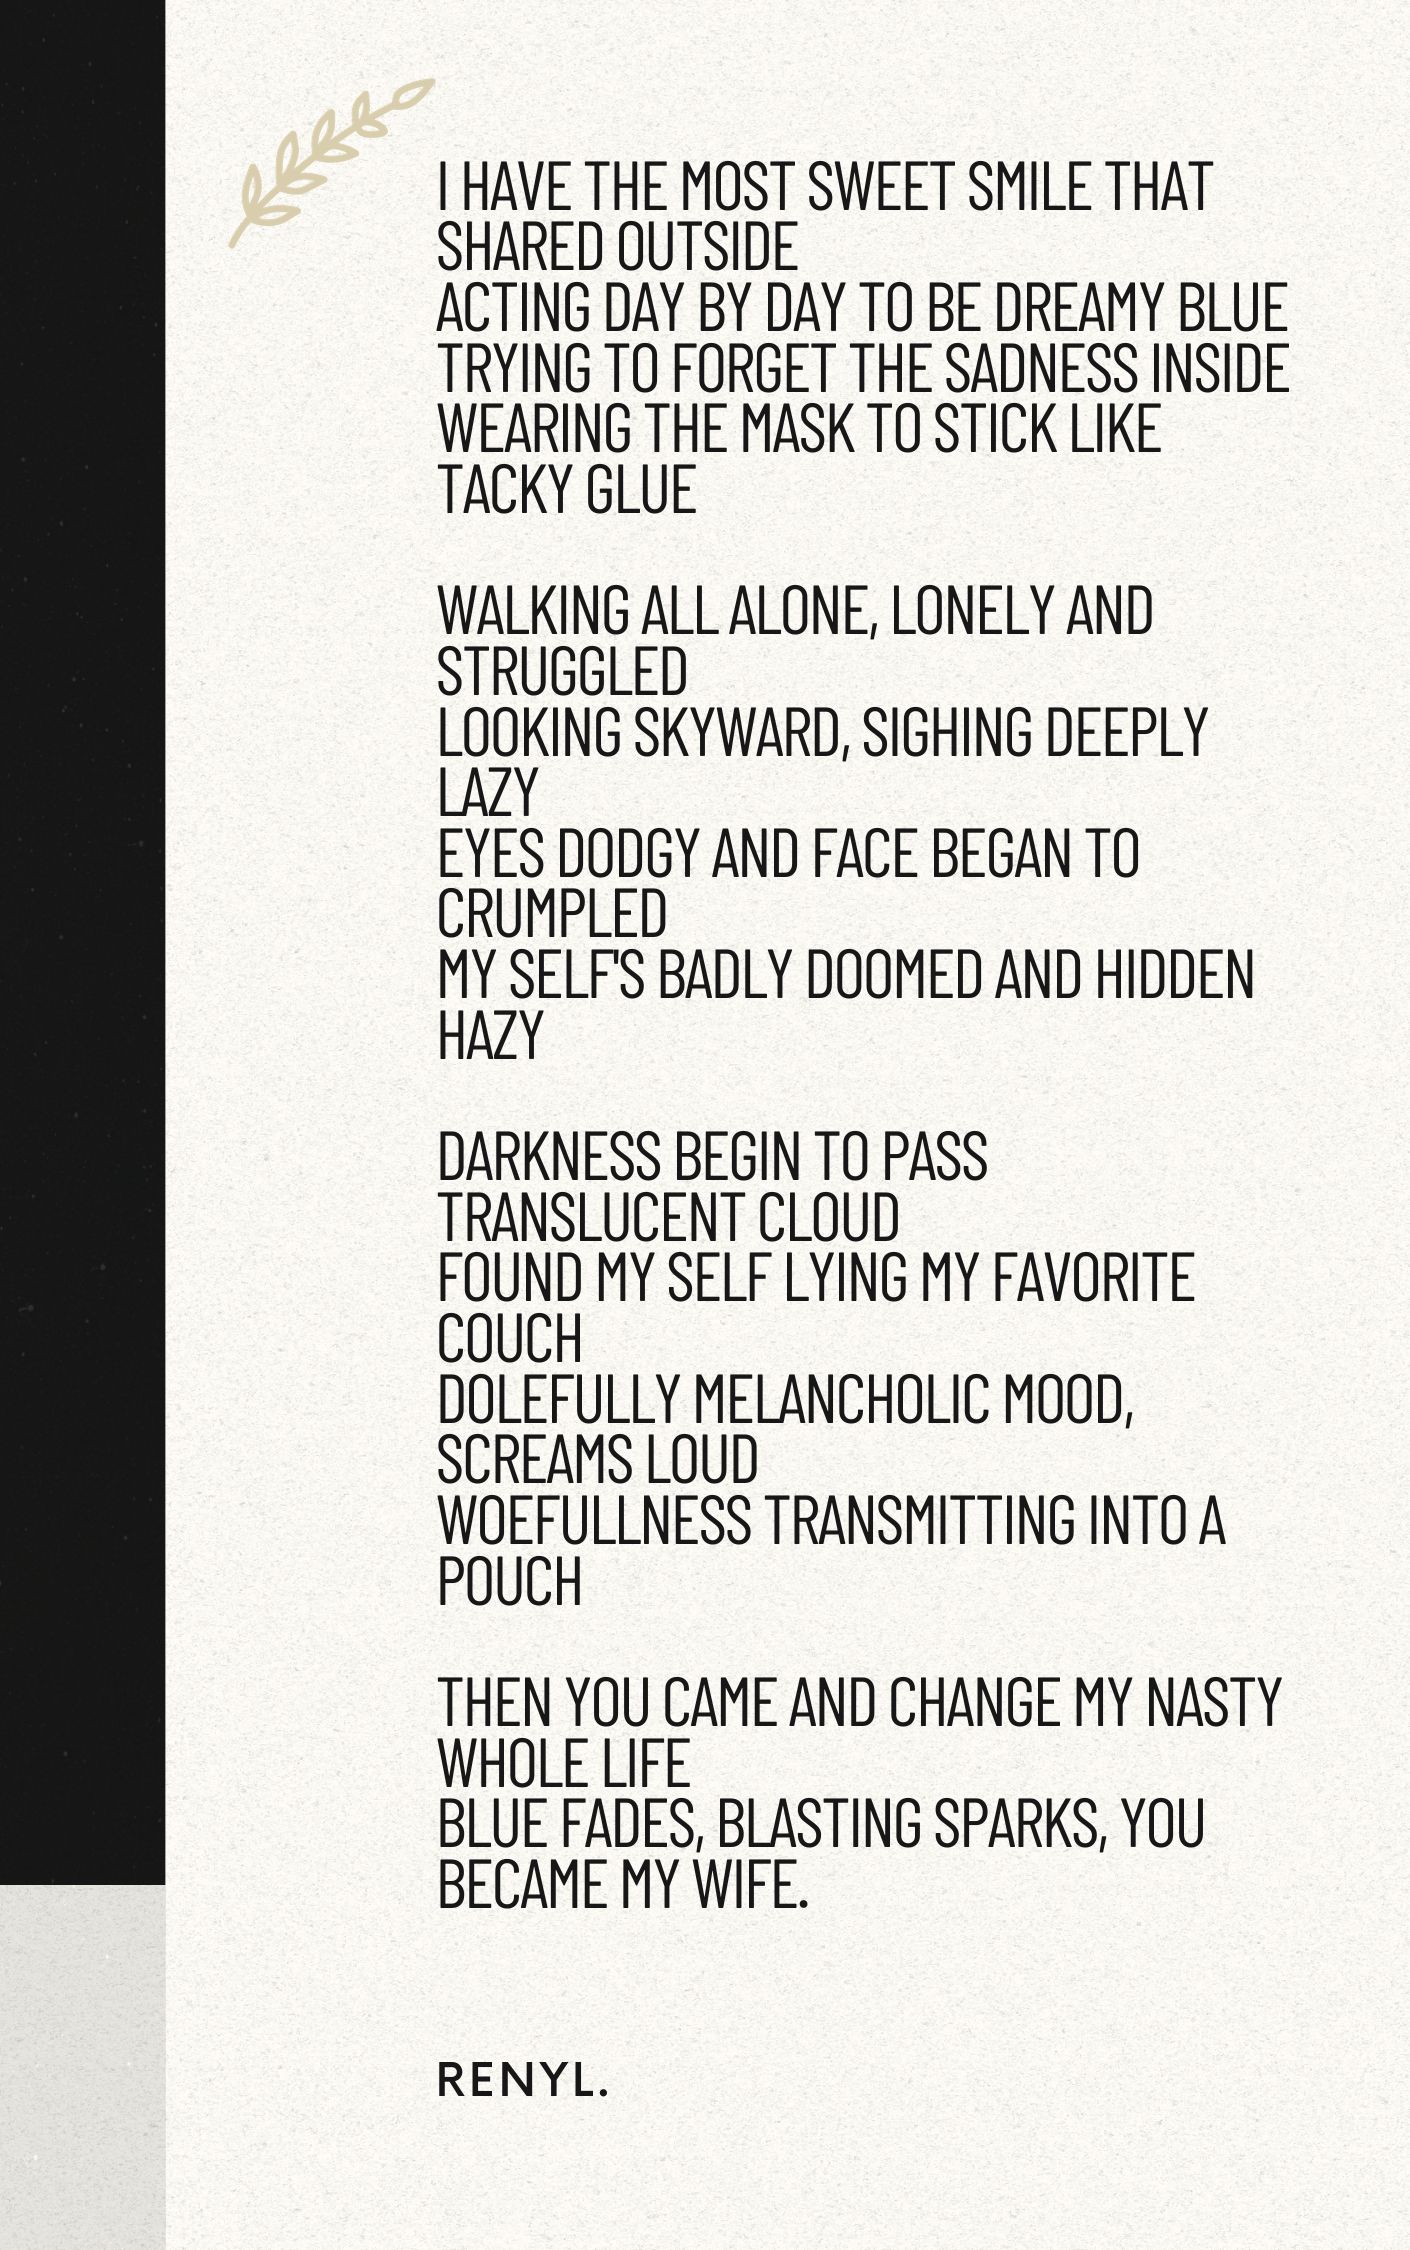 I HAVE THE MOST SWEET SMILE THAT
SHARED OUTSIDE
ACTING DAY BY DAY TO BE DREAMY BLUE
TRYING TO FORGET THE SADNESS INSIDE
WEARING THE MASK TO STICK LIKE
TACKY GLUE
WALKING ALL ALONE, LONELY AND
STRUGGLED
LOOKING SKYWARD, SIGHING DEEPLY
LAZY
EYES DODGY AND FACE BEGAN TO
CRUMPLED
MY SELF'S BADLY DOOMED AND HIDDEN
HAZY
DARKNESS BEGIN TO PASS
TRANSLUCENT CLOUD
FOUND MY SELF LYING MY FAVORITE
COUCH
DOLEFULLY MELANCHOLIC MOOD,
SCREAMS LOUD
WOEFULLNESS TRANSMITTING INTO A
POUCH
THEN YOU CAME AND CHANGE MY NASTY
WHOLE LIFE
BLUE FADES, BLASTING SPARKS, YOU
BECAME MY WIFE.
RENYL.